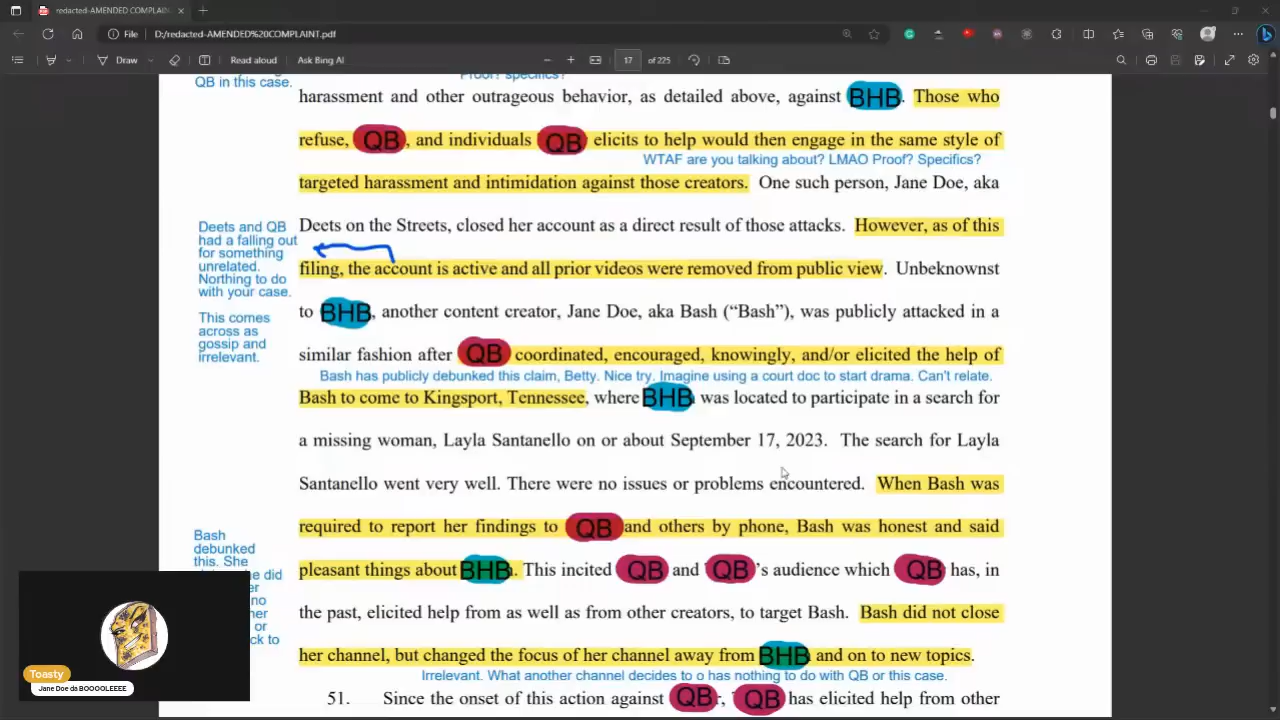 redacted-AMENDED COMPLAINT.pdf
File D:/redacted-AMENDED%20COMPLAINT.pdf
Draw Read aloud Ask Bing AI 17 of 225
QB in this case.
Proof? specifics?
harassment and other outrageous behavior, as detailed above, against BHB. Those who
refuse, QB, and individuals QB elicits to help would then engage in the same style of
WTAF are you talking about? LMAO Proof? Specifics?
targeted harassment and intimidation against those creators. One such person, Jane Doe, aka
Deets on the Streets, closed her account as a direct result of those attacks. However, as of this
filing, the account is active and all prior videos were removed from public view. Unbeknownst
Deets and QB
had a falling out
for something
unrelated.
Northing to do
with your case.
This comes
across as
gossip and
irrelevant.
to BHB, another content creator, Jane Doe, aka Bash (“Bash”), was publicly attacked in a
similar fashion after QB coordinated, encouraged, knowingly, and/or elicited the help of
Bash has publicly debunked this claim, Betty. Nice try. Imagine using a court doc to start drama. Can't relate.
Bash to come to Kingsport, Tennessee, where BHB was located to participate in a search for
a missing woman, Layla Santanello on or about September 17, 2023. The search for Layla
Santanello went very well. There were no issues or problems encountered. When Bash was
required to report her findings to QB and others by phone, Bash was honest and said
Bash
debunked
this. She
did
no
her
or
to
pleasant things about BHB. This incited QB and QB's audience which QB has, in
the past, elicited help from as well as from other creators, to target Bash. Bash did not close
her channel, but changed the focus of her channel away from BHB and on to new topics.
Irrelevant. What another channel decides to o has nothing to do with QB or this case.
51. Since the onset of this action against QB, QB has elicited help from other
Toasty
Jane Doe da BOOOOLEEEE